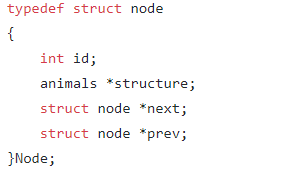 typedef struct node
{
    int id;
    animals *structure;
    struct node *next;
    struct node *prev;
}Node;